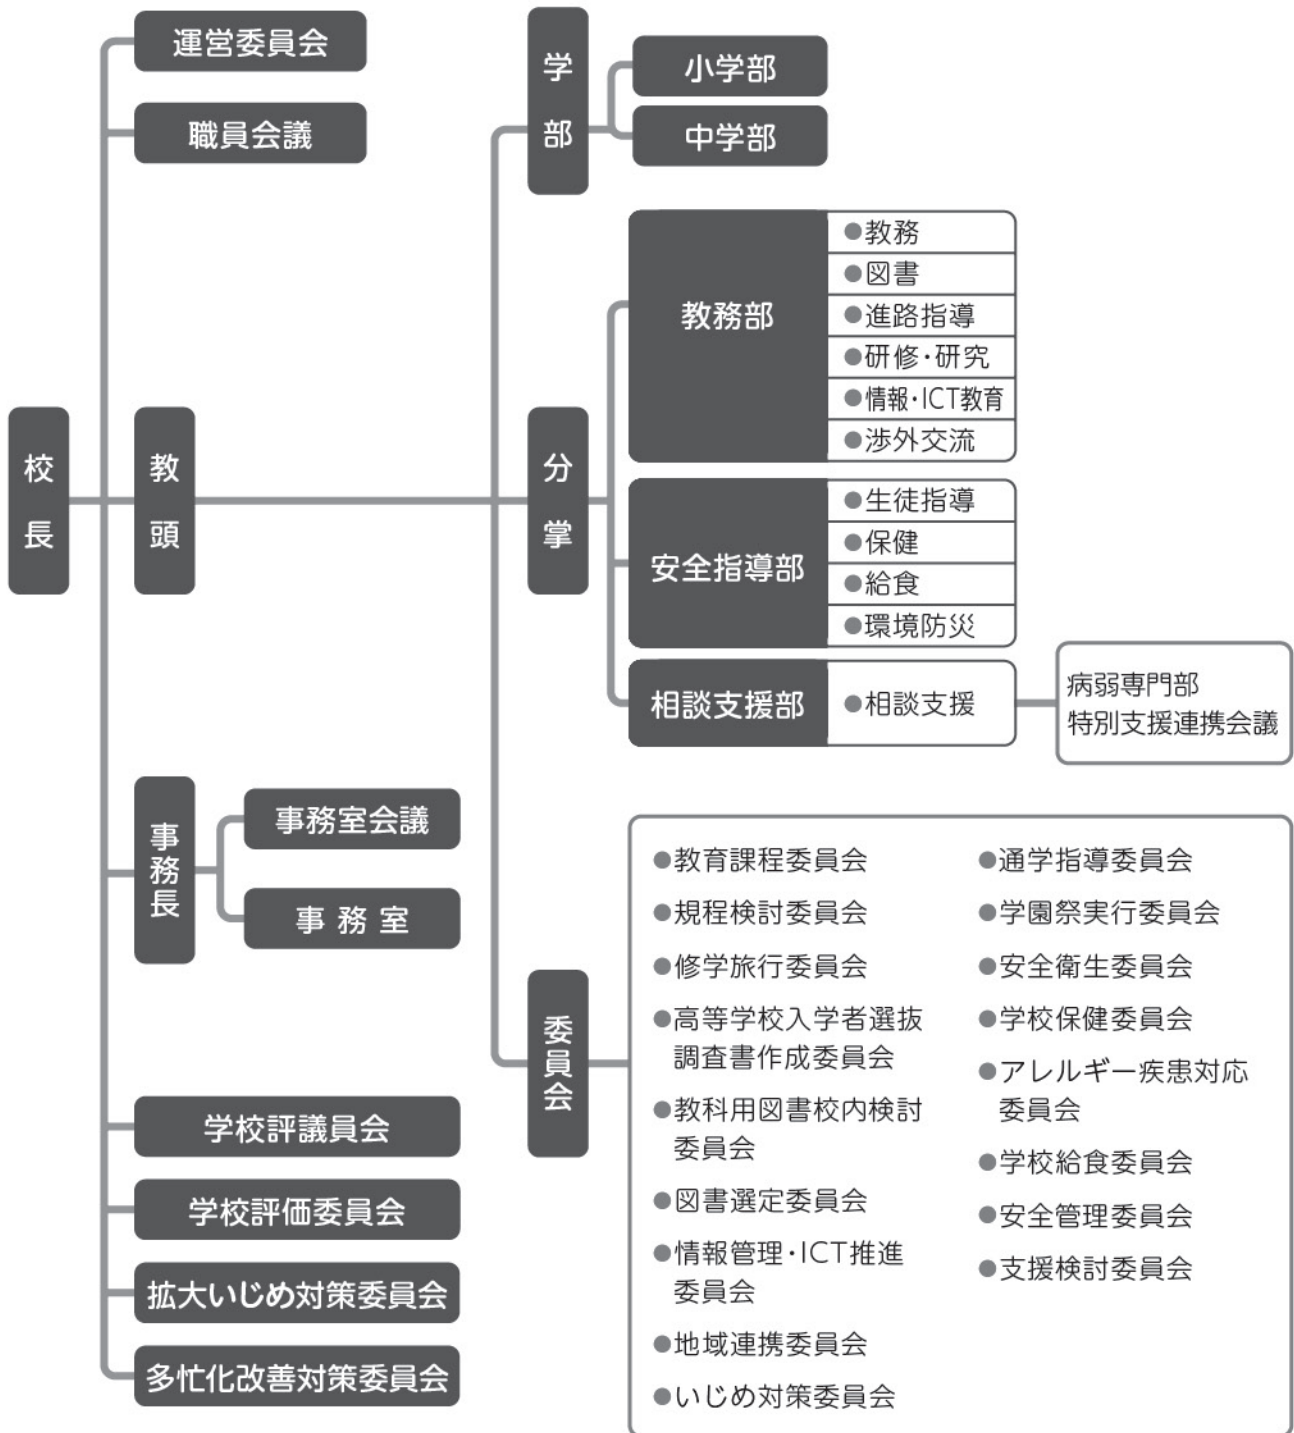 校長
運営委員会
職員会議
教頭
事務長
事務室会議
事務室
学校評議員会
学校評価委員会
拡大いじめ対策委員会
多忙化改善対策委員会
学部
小学部
中学部
分掌
教務部
●教務
●図書
●進路指導
●研修・研究
●情報・ICT教育
●渉外交流
安全指導部
●生徒指導
●保健
●給食
●環境防災
相談支援部
●相談支援
病弱専門部
特別支援連携会議
委員会
●教育課程委員会
●規程検討委員会
●修学旅行委員会
●高等学校入学者選抜
調査書作成委員会
●教科用図書校内検討
委員会
●図書選定委員会
●情報管理・ICT推進
委員会
●地域連携委員会
●いじめ対策委員会
●通学指導委員会
●学園祭実行委員会
●安全衛生委員会
●学校保健委員会
●アレルギー疾患対応
委員会
●学校給食委員会
●安全管理委員会
●支援検討委員会